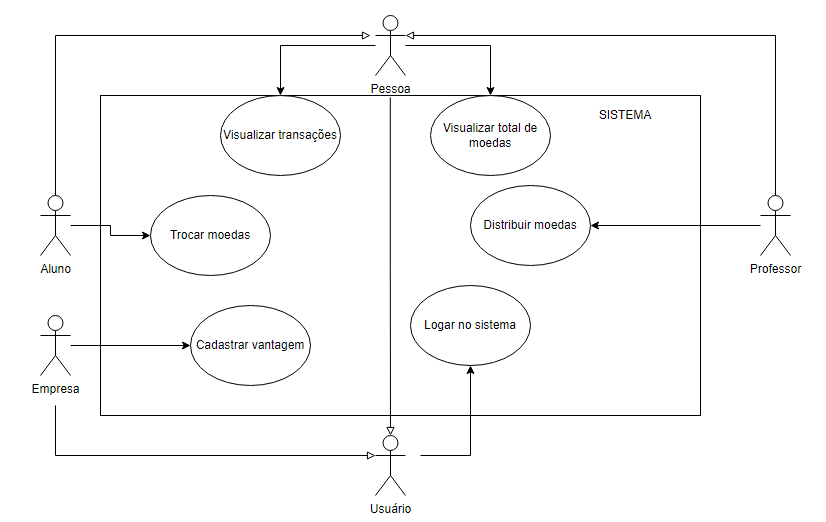 Pessoa
SISTEMA
Visualizar transações
Visualizar total de
moedas
Trocar moedas
Distribuir moedas
Aluno
Professor
Logar no sistema
Cadastrar vantagem
Empresa
Usuário